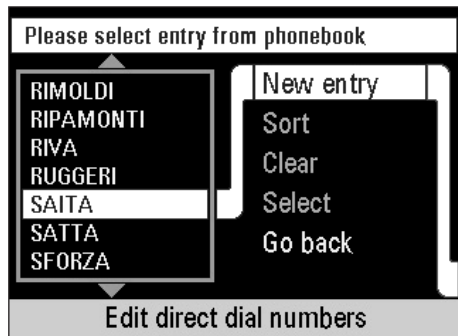 Please select entry from phonebook
RIMOLDI
RIPAMONTI
RIVA
RUGGERI
SAITA
SATTA
SFORZA
New entry
Sort
Clear
Select
Go back
Edit direct dial numbers